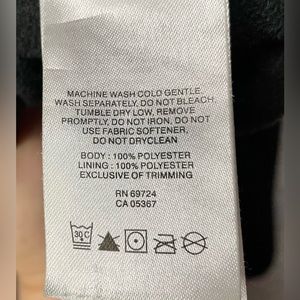 MACHINE WASH COLD GENTLE,
WASH SEPARATELY, DO NOT BLEACH,
TUMBLE DRY LOW, REMOVE
PROMPTLY, DO NOT IRON, DO NOT
USE FABRIC SOFTENER,
DO NOT DRYCLEAN
BODY : 100% POLYESTER
LINING : 100% POLYESTER
EXCLUSIVE OF TRIMMING
RN 69724
CA 05367
30 C